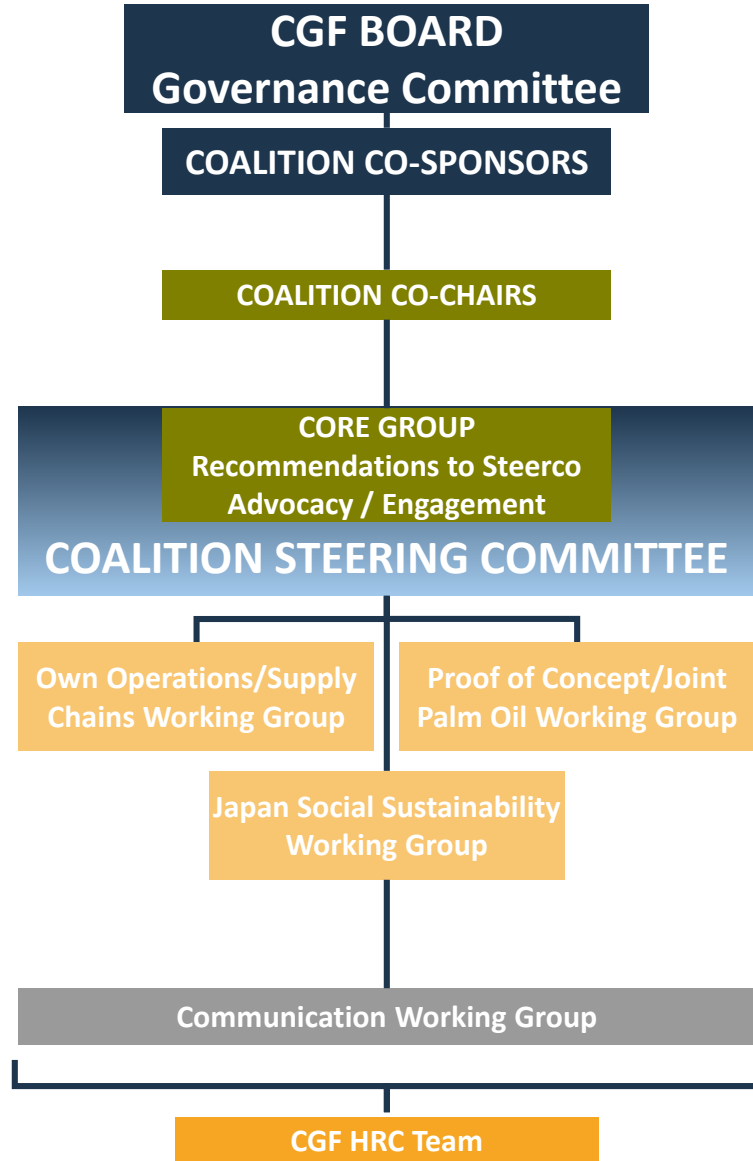 CGF BOARD
Governance Committee
COALITION CO-SPONSORS
COALITION CO-CHAIRS
CORE GROUP
Recommendations to Steerco
Advocacy / Engagement
COALITION STEERING COMMITTEE
Own Operations/Supply
Chains Working Group
Proof of Concept/Joint
Palm Oil Working Group
Japan Social Sustainability
Working Group
Communication Working Group
CGF HRC Team